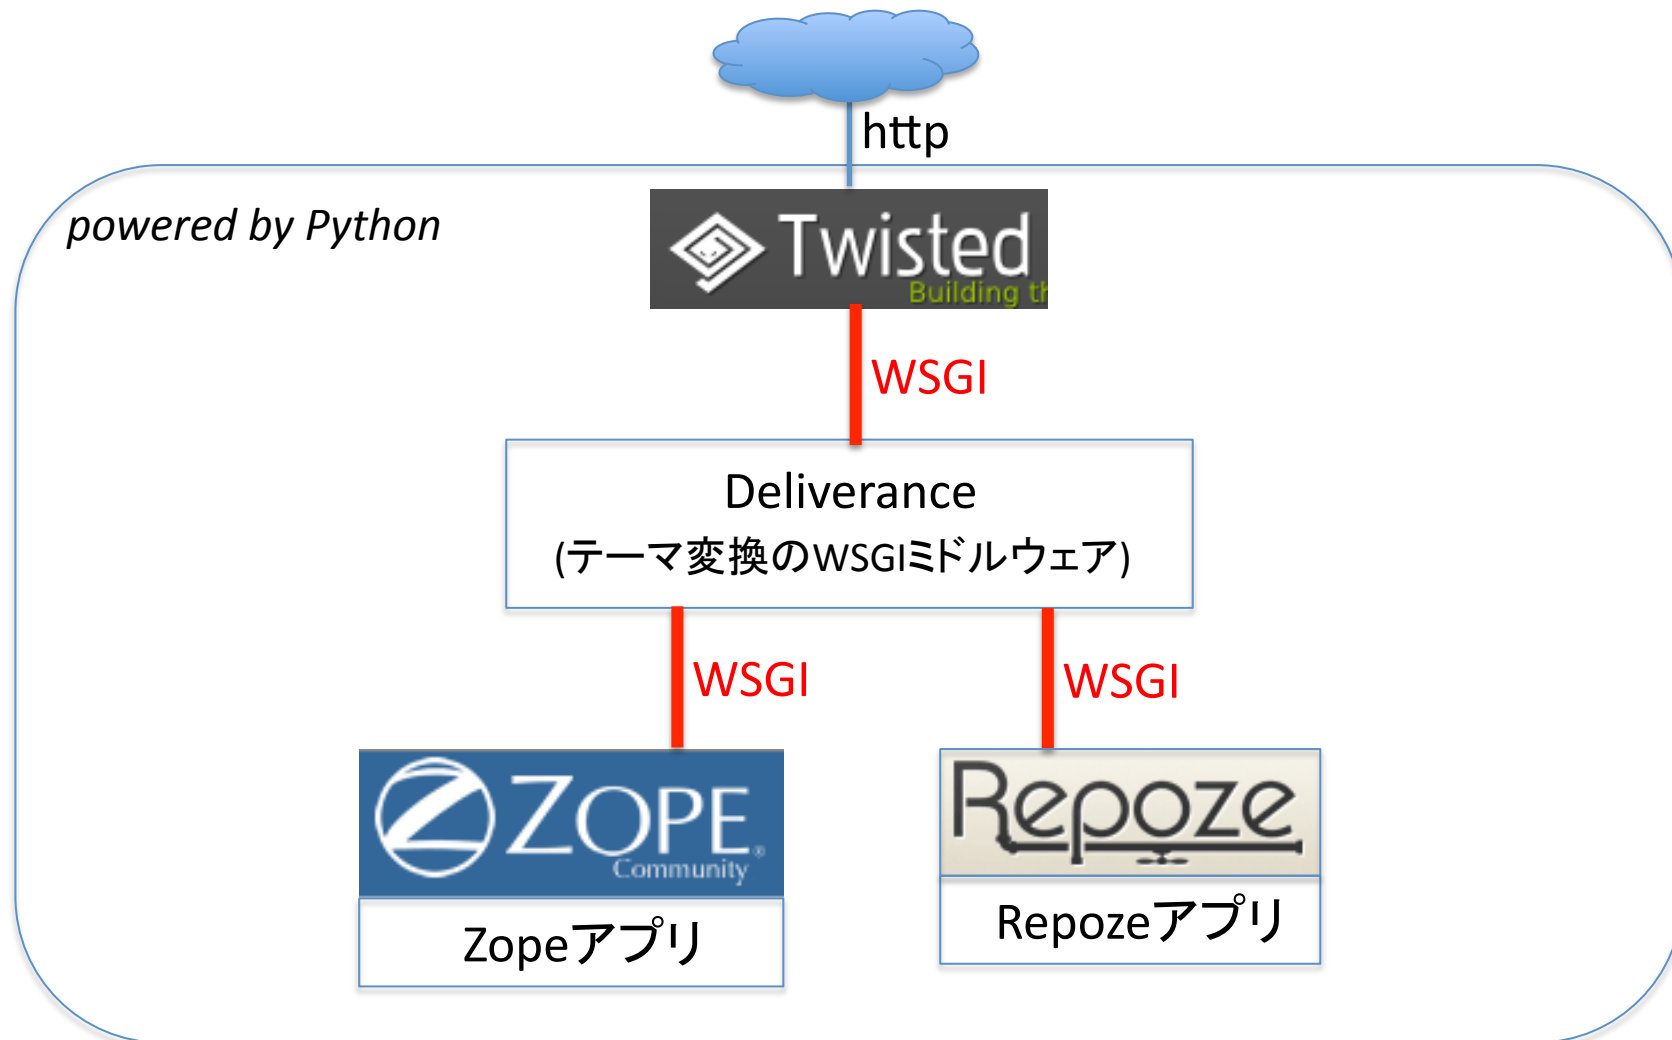 http
powered by Python
Twisted
Building th
WSGI
Deliverance
(テーマ変換のWSGIミドルウェア)
WSGI
WSGI
ZOPE®
Community
Repoze
Zopeアプリ
Repozeアプリ